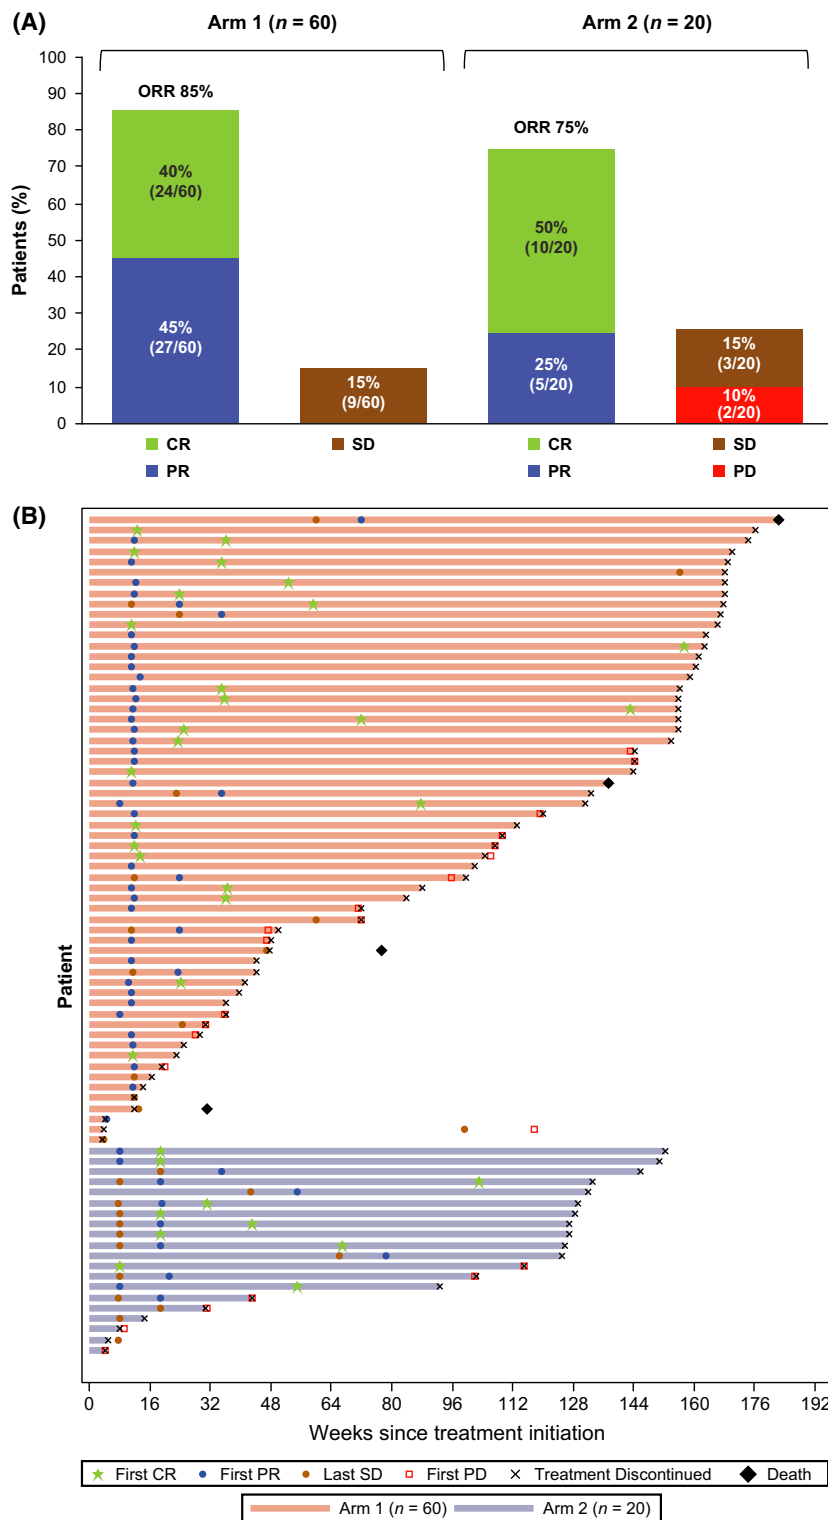 (A)
Arm 1 (n = 60)
Arm 2 (n = 20)
Patients (%)
100
90
80
70
60
50
40
30
20
10
0
ORR 85%
40%
(24/60)
45%
(27/60)
15%
(9/60)
ORR 75%
50%
(10/20)
25%
(5/20)
15%
(3/20)
10%
(2/20)
CR
SD
CR
SD
PR
PR
PD
(B)
Patient
0 16 32 48 64 80 96 112 128 144 160 176 192
Weeks since treatment initiation
First CR First PR Last SD First PD Treatment Discontinued Death
Arm 1 (n = 60) Arm 2 (n = 20)